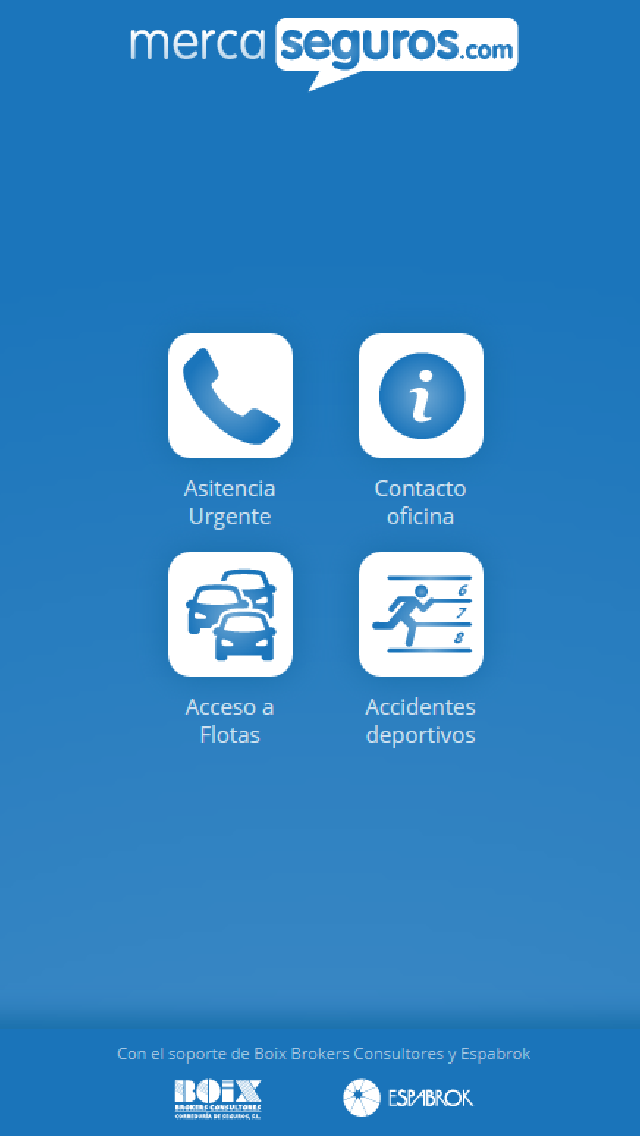 mercaseguros.com
i
Asitencia
Urgente
Contacto
oficina
6
7
8
Acceso a
Flotas
Accidentes
deportivos
Con el soporte de Boix Brokers Consultores y Espabrok
BOIX
BROKERS CONSULTORES
CORREDURÍA DE SEGUROS, S.L.
ESPABROK